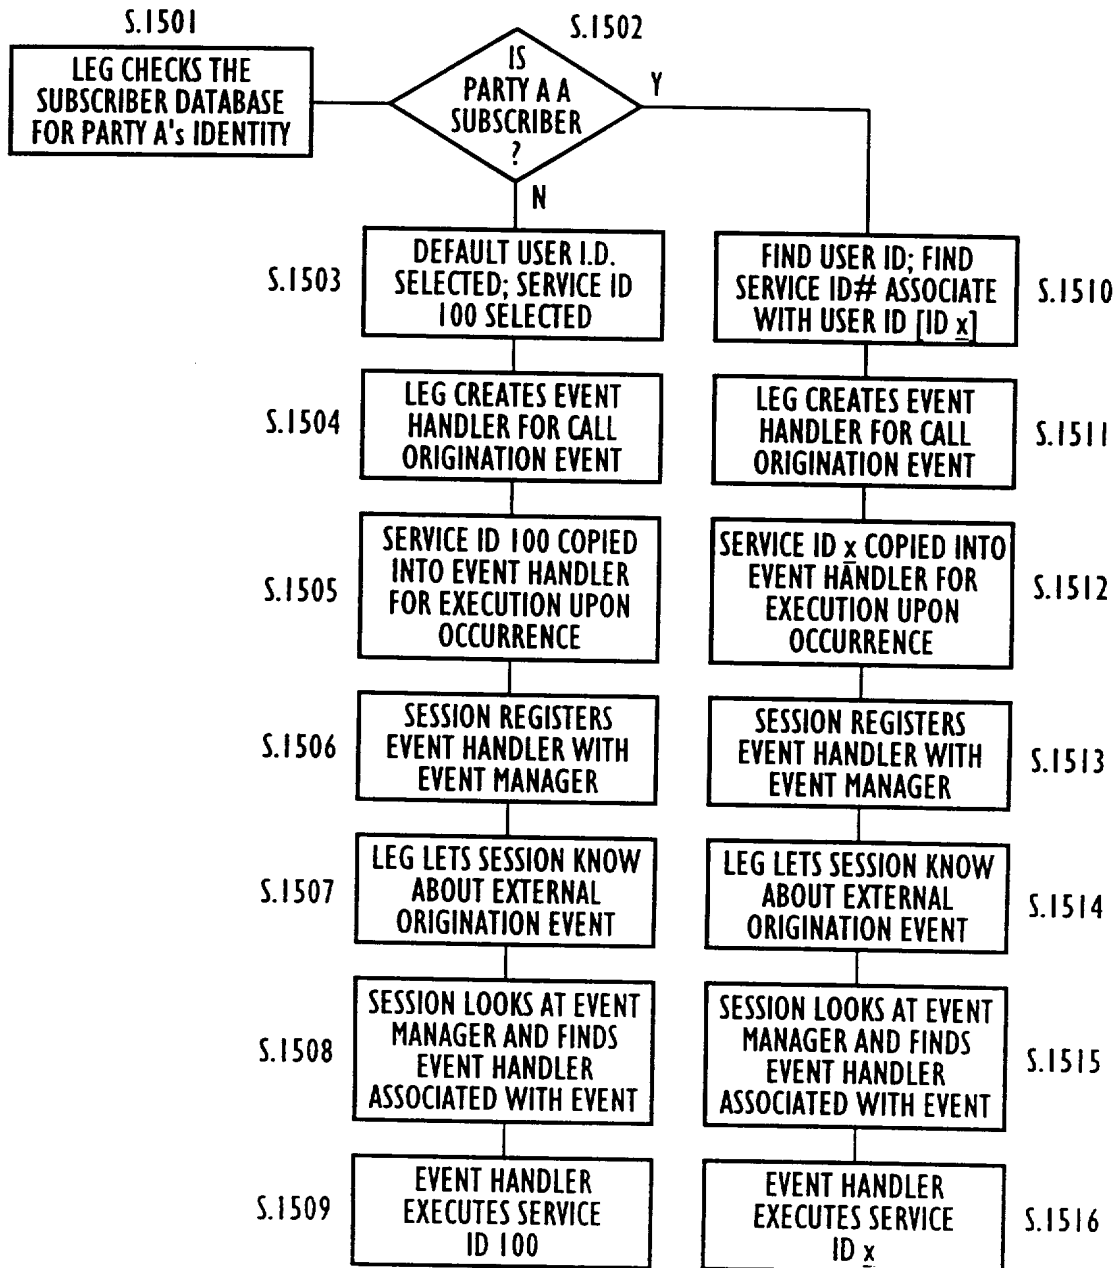 S.1501
LEG CHECKS THE
SUBSCRIBER DATABASE
FOR PARTY A's IDENTITY
S.1502
IS
PARTY A A
SUBSCRIBER
?
Y
N
S.1503
DEFAULT USER I.D.
SELECTED; SERVICE ID
100 SELECTED
S.1504
LEG CREATES EVENT
HANDLER FOR CALL
ORIGINATION EVENT
S.1505
SERVICE ID 100 COPIED
INTO EVENT HANDLER
FOR EXECUTION UPON
OCCURRENCE
S.1506
SESSION REGISTERS
EVENT HANDLER WITH
EVENT MANAGER
S.1507
LEG LETS SESSION KNOW
ABOUT EXTERNAL
ORIGINATION EVENT
S.1508
SESSION LOOKS AT EVENT
MANAGER AND FINDS
EVENT HANDLER
ASSOCIATED WITH EVENT
S.1509
EVENT HANDLER
EXECUTES SERVICE
ID 100
FIND USER ID; FIND
SERVICE ID# ASSOCIATE
WITH USER ID [ID x]
S.1510
LEG CREATES EVENT
HANDLER FOR CALL
ORIGINATION EVENT
S.1511
SERVICE ID x COPIED INTO
EVENT HANDLER FOR
EXECUTION UPON
OCCURRENCE
S.1512
SESSION REGISTERS
EVENT HANDLER WITH
EVENT MANAGER
S.1513
LEG LETS SESSION KNOW
ABOUT EXTERNAL
ORIGINATION EVENT
S.1514
SESSION LOOKS AT EVENT
MANAGER AND FINDS
EVENT HANDLER
ASSOCIATED WITH EVENT
S.1515
EVENT HANDLER
EXECUTES SERVICE
ID x
S.1516